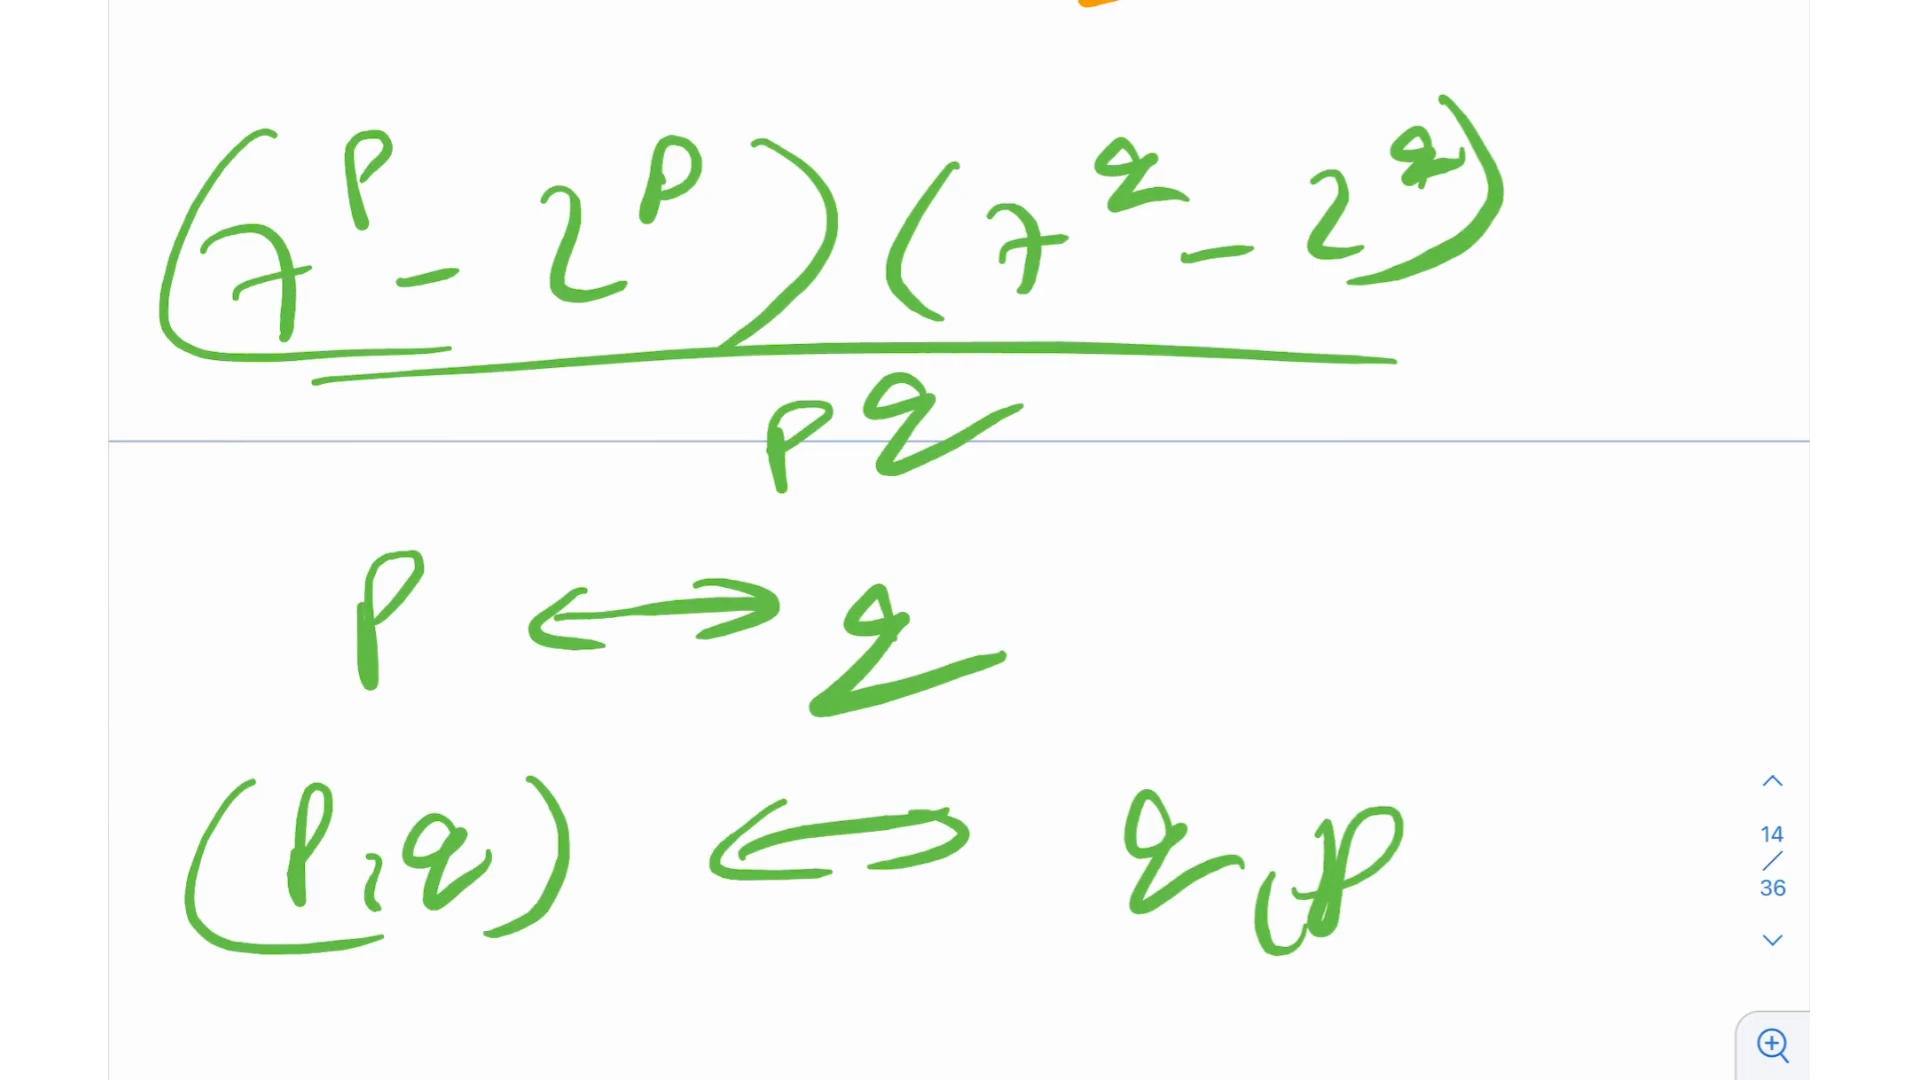 (7^p - 2^p)(7^q - 2^q)
pq
p ↔ q
(p, q) ↔ q, p
14
/
36